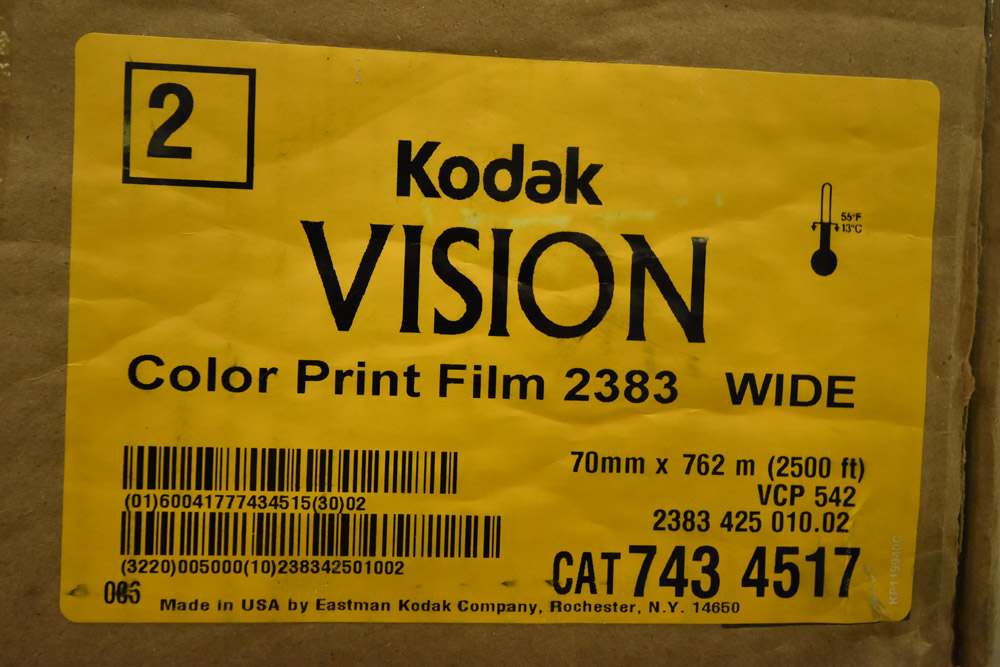 2
Kodak
VISION
55°F
13°C
Color Print Film 2383 WIDE
70mm x 762 m (2500 ft)
VCP 542
2383 425 010.02
CAT 743 4517
(01)60041777434515(30)02
(3220)005000(10)238342501002
006
Made in USA by Eastman Kodak Company, Rochester, N.Y. 14650